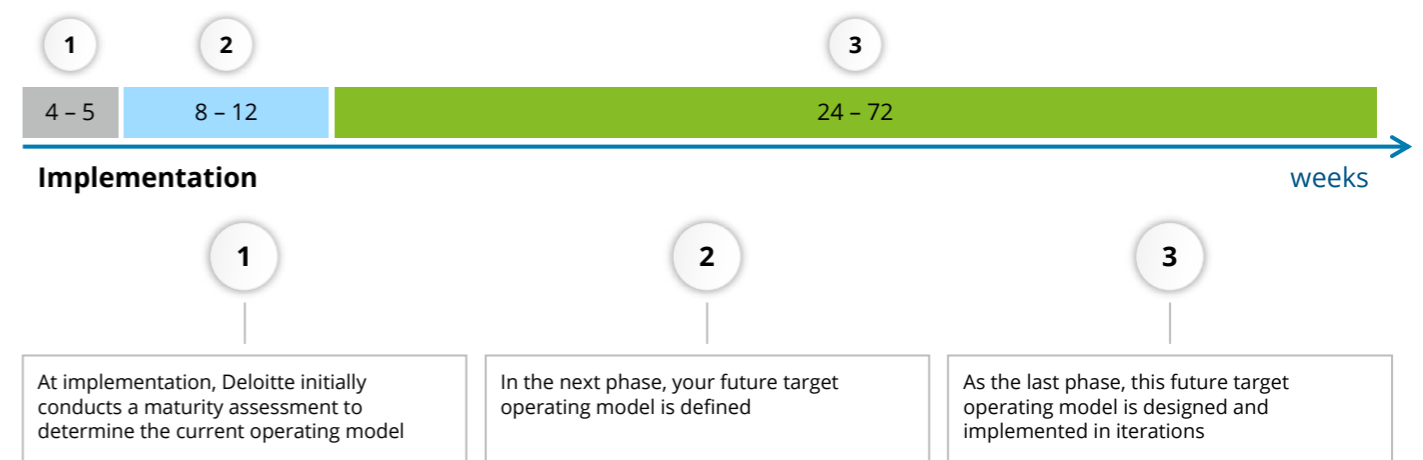 1
2
3
4 – 5
8 – 12
24 – 72
Implementation
weeks
1
2
3
At implementation, Deloitte initially
conducts a maturity assessment to
determine the current operating model
In the next phase, your future target
operating model is defined
As the last phase, this future target
operating model is designed and
implemented in iterations